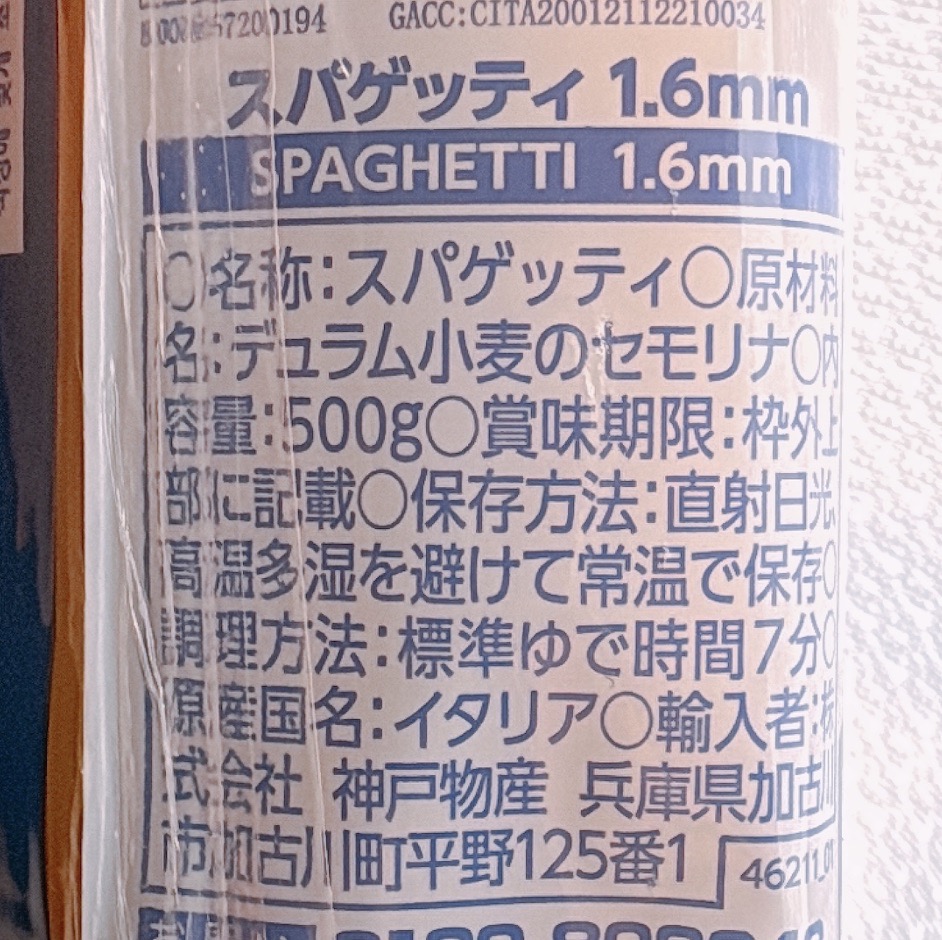 GACC:CITA20012112210034
スパゲッティ 1.6mm
SPAGHETTI 1.6mm
○名称:スパゲッティ○原材料
名:デュラム小麦のセモリナ○内
容量:500g○賞味期限:枠外上
部に記載○保存方法:直射日光、
高温多湿を避けて常温で保存○
調理方法:標準ゆで時間7分○
原産国名:イタリア○輸入者:株
式会社 神戸物産 兵庫県加古川
市加古川町平野125番1
46211_01